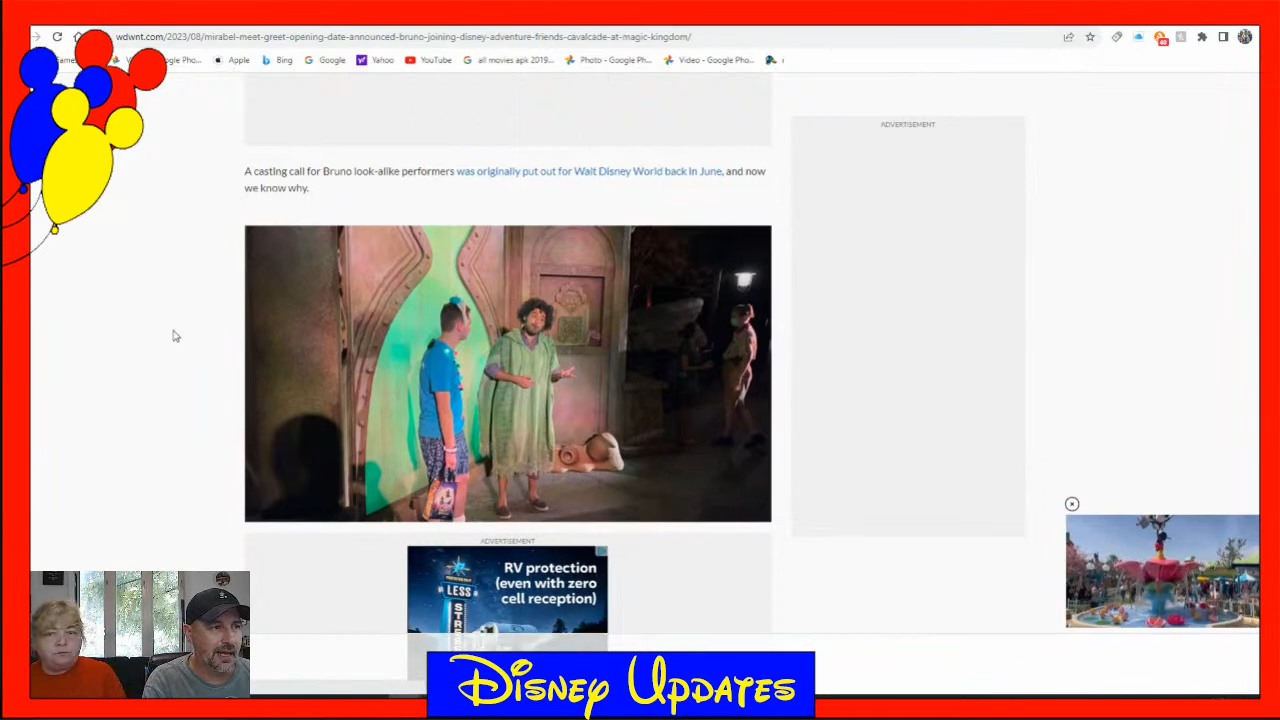 wdwnt.com/2023/08/mirabel-meet-greet-opening-date-announced-bruno-joining-disney-adventure-friends-cavalcade-at-magic-kingdom/
40
Apple
Bing
Google
Yahoo
YouTube
all movies apk 2019...
Photo - Google Ph...
Video - Google Pho...
ADVERTISEMENT
A casting call for Bruno look-alike performers was originally put out for Walt Disney World back in June, and now
we know why.
ADVERTISEMENT
RV protection
(even with zero
cell reception)
PROGRESSIVE
LESS
Disney Updates